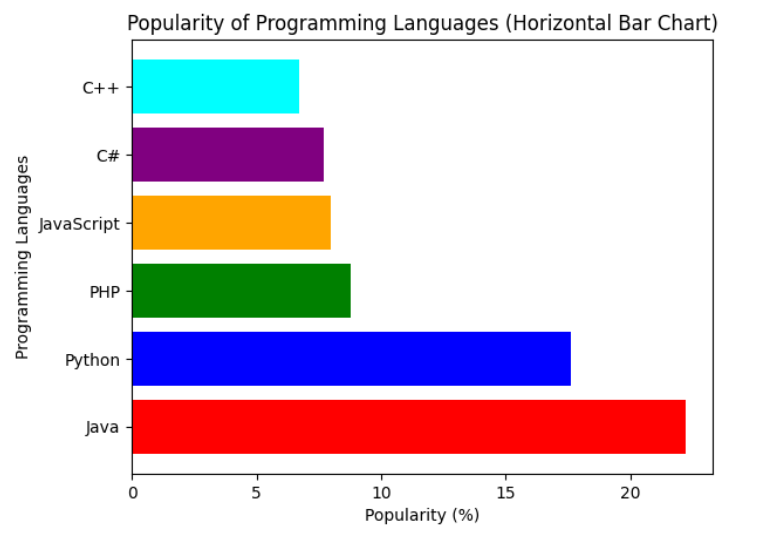 Popularity of Programming Languages (Horizontal Bar Chart)
Programming Languages
C++
C#
JavaScript
PHP
Python
Java
0 5 10 15 20
Popularity (%)